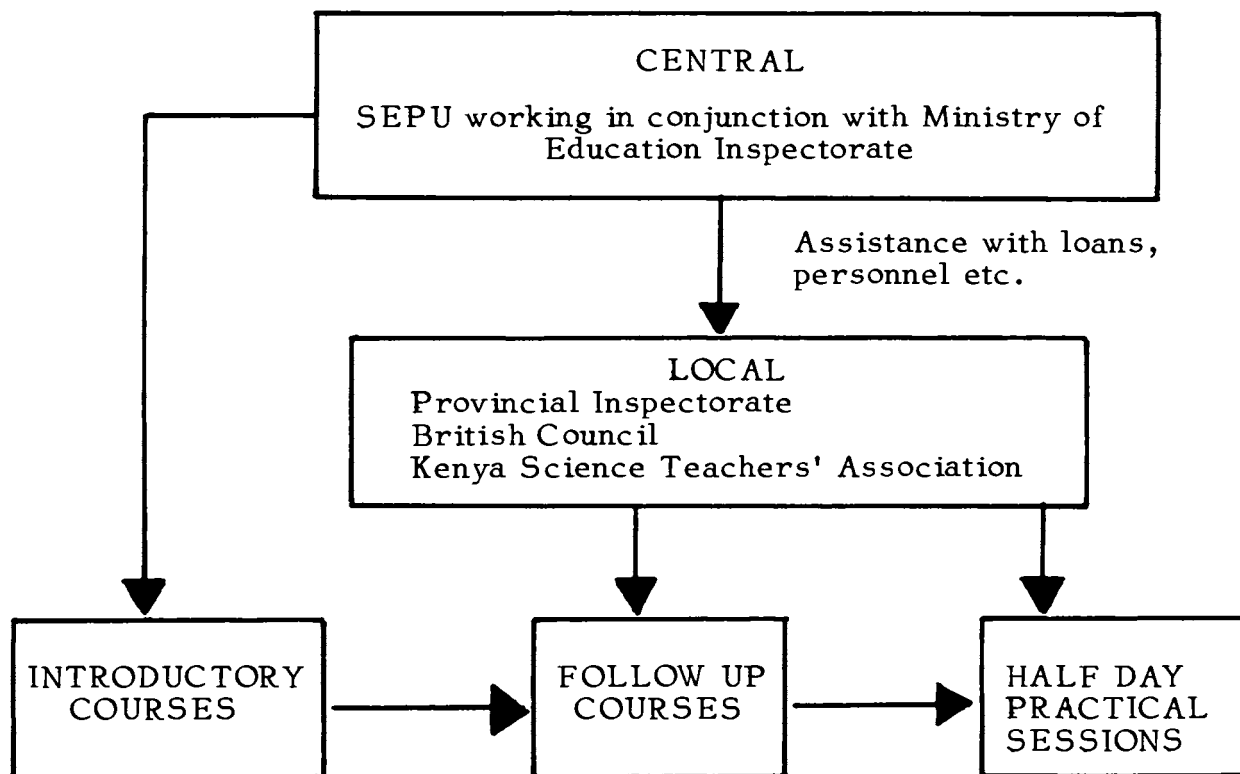 CENTRAL
SEPU working in conjunction with Ministry of
Education Inspectorate
Assistance with loans,
personnel etc.
LOCAL
Provincial Inspectorate
British Council
Kenya Science Teachers' Association
INTRODUCTORY
COURSES
FOLLOW UP
COURSES
HALF DAY
PRACTICAL
SESSIONS